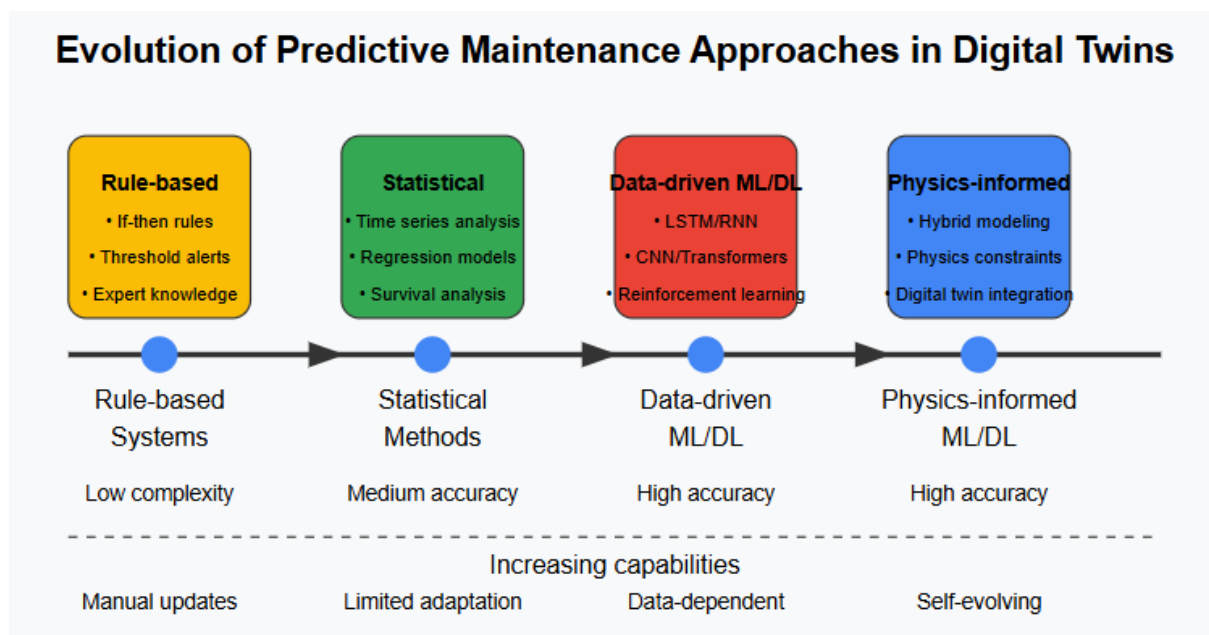 Evolution of Predictive Maintenance Approaches in Digital Twins
Rule-based
• If-then rules
• Threshold alerts
• Expert knowledge
Statistical
• Time series analysis
• Regression models
• Survival analysis
Data-driven ML/DL
• LSTM/RNN
• CNN/Transformers
• Reinforcement learning
Physics-informed
• Hybrid modeling
• Physics constraints
• Digital twin integration
Rule-based
Systems
Statistical
Methods
Data-driven
ML/DL
Physics-informed
ML/DL
Low complexity
Medium accuracy
High accuracy
High accuracy
Increasing capabilities
Manual updates
Limited adaptation
Data-dependent
Self-evolving